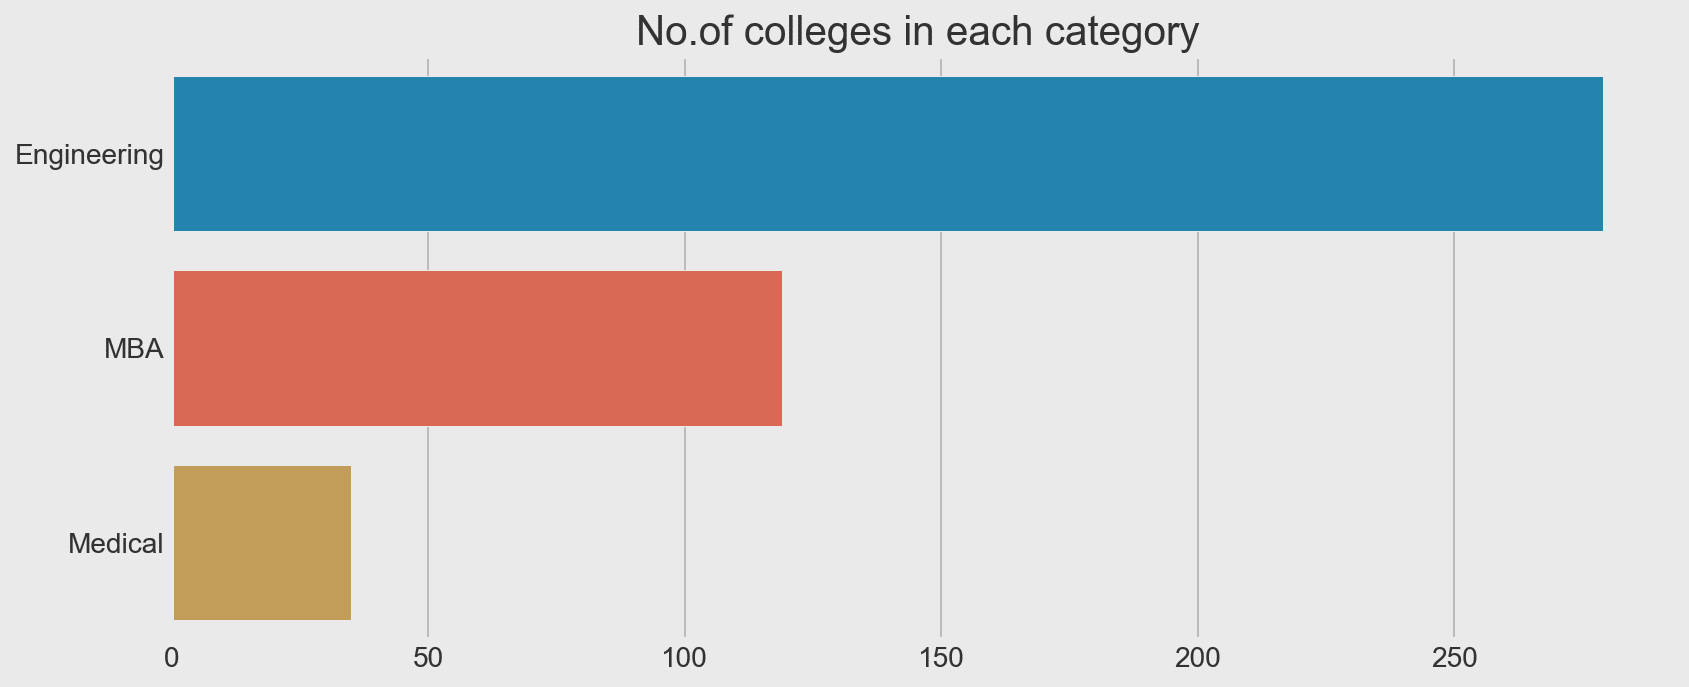 No.of colleges in each category
Engineering
MBA
Medical
0 50 100 150 200 250